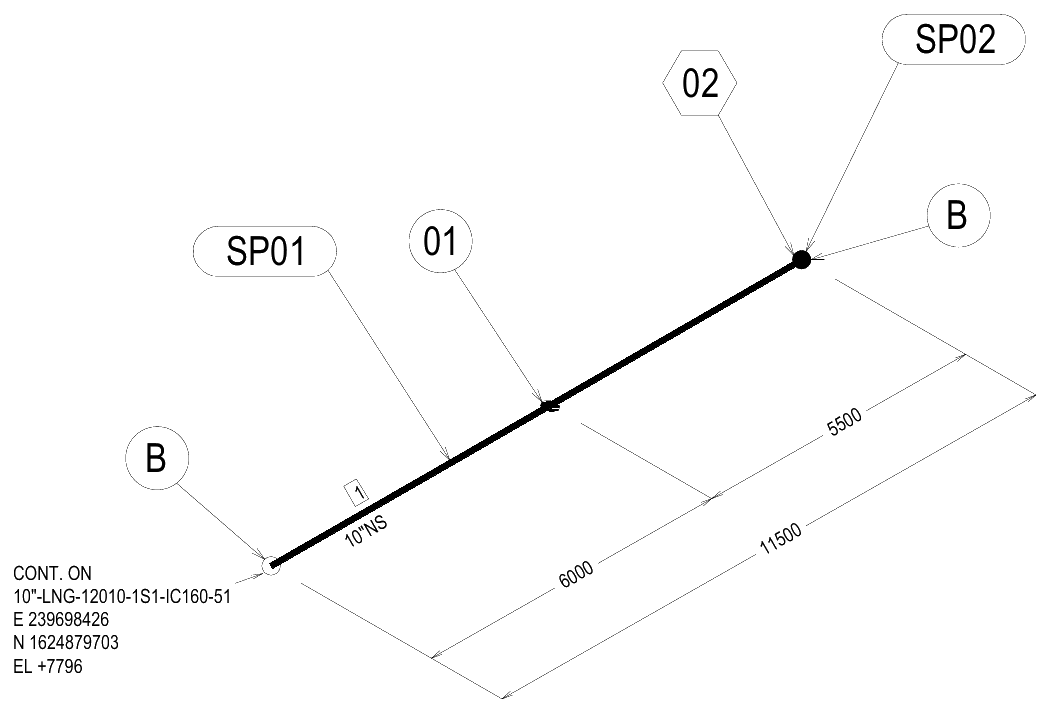 SP02
02
B
SP01
01
5500
B
1
10"NS
11500
6000
CONT. ON
10"-LNG-12010-1S1-IC160-51
E 239698426
N 1624879703
EL +7796